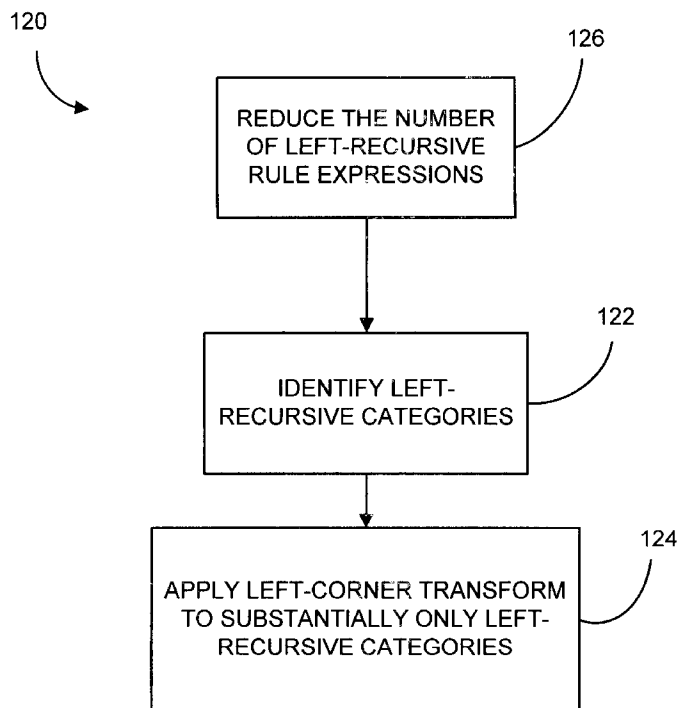 120
126
REDUCE THE NUMBER
OF LEFT-RECURSIVE
RULE EXPRESSIONS
122
IDENTIFY LEFT-
RECURSIVE CATEGORIES
124
APPLY LEFT-CORNER TRANSFORM
TO SUBSTANTIALLY ONLY LEFT-
RECURSIVE CATEGORIES